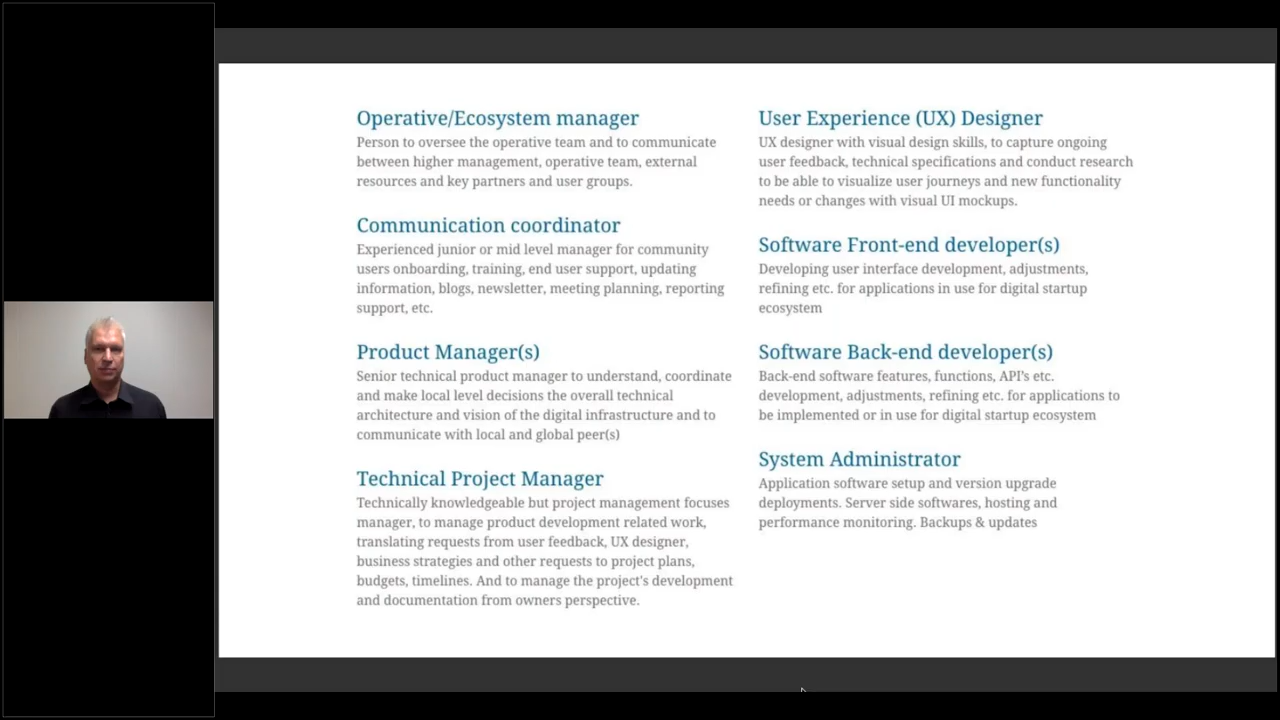 Operative/Ecosystem manager
Person to oversee the operative team and to communicate
between higher management, operative team, external
resources and key partners and user groups.
Communication coordinator
Experienced junior or mid level manager for community
users onboarding, training, end user support, updating
information, blogs, newsletter, meeting planning, reporting
support, etc.
Product Manager(s)
Senior technical product manager to understand, coordinate
and make local level decisions the overall technical
architecture and vision of the digital infrastructure and to
communicate with local and global peer(s)
Technical Project Manager
Technically knowledgeable but project management focuses
manager, to manage product development related work,
translating requests from user feedback, UX designer,
business strategies and other requests to project plans,
budgets, timelines. And to manage the project's development
and documentation from owners perspective.
User Experience (UX) Designer
UX designer with visual design skills, to capture ongoing
user feedback, technical specifications and conduct research
to be able to visualize user journeys and new functionality
needs or changes with visual UI mockups.
Software Front-end developer(s)
Developing user interface development, adjustments,
refining etc. for applications in use for digital startup
ecosystem
Software Back-end developer(s)
Back-end software features, functions, API's etc.
development, adjustments, refining etc. for applications to
be implemented or in use for digital startup ecosystem
System Administrator
Application software setup and version upgrade
deployments. Server side softwares, hosting and
performance monitoring. Backups & updates